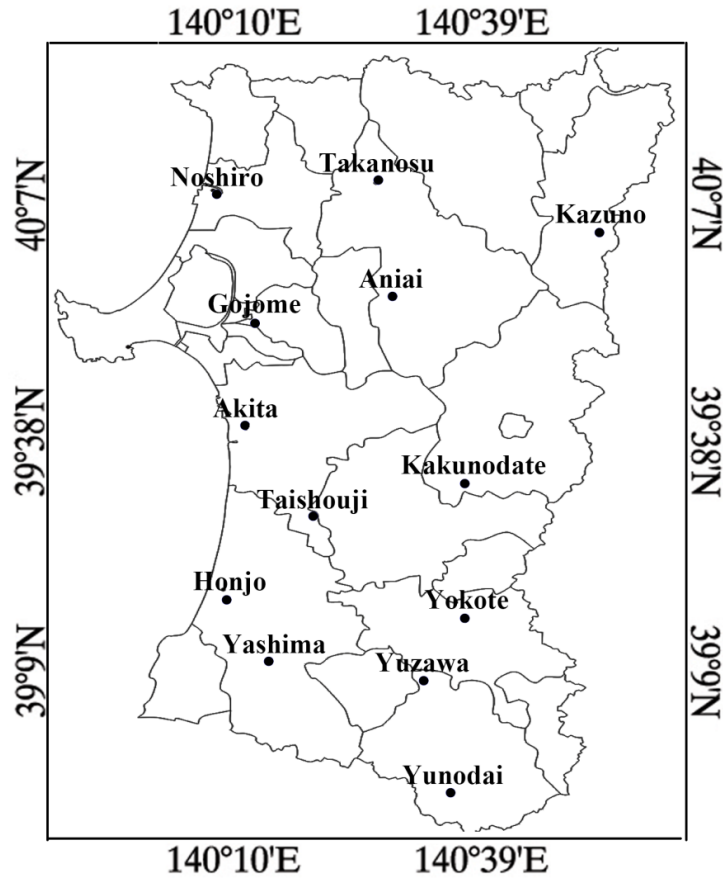 140°10'E 140°39'E
Takanosu
Noshiro
40°7'N
40°7'N
Kazuno
Aniai
Gojome
Akita
39°38'N
39°38'N
Kakunodate
Taishouji
Honjo
Yokote
Yashima
Yuzawa
39°9'N
39°9'N
Yunodai
140°10'E 140°39'E